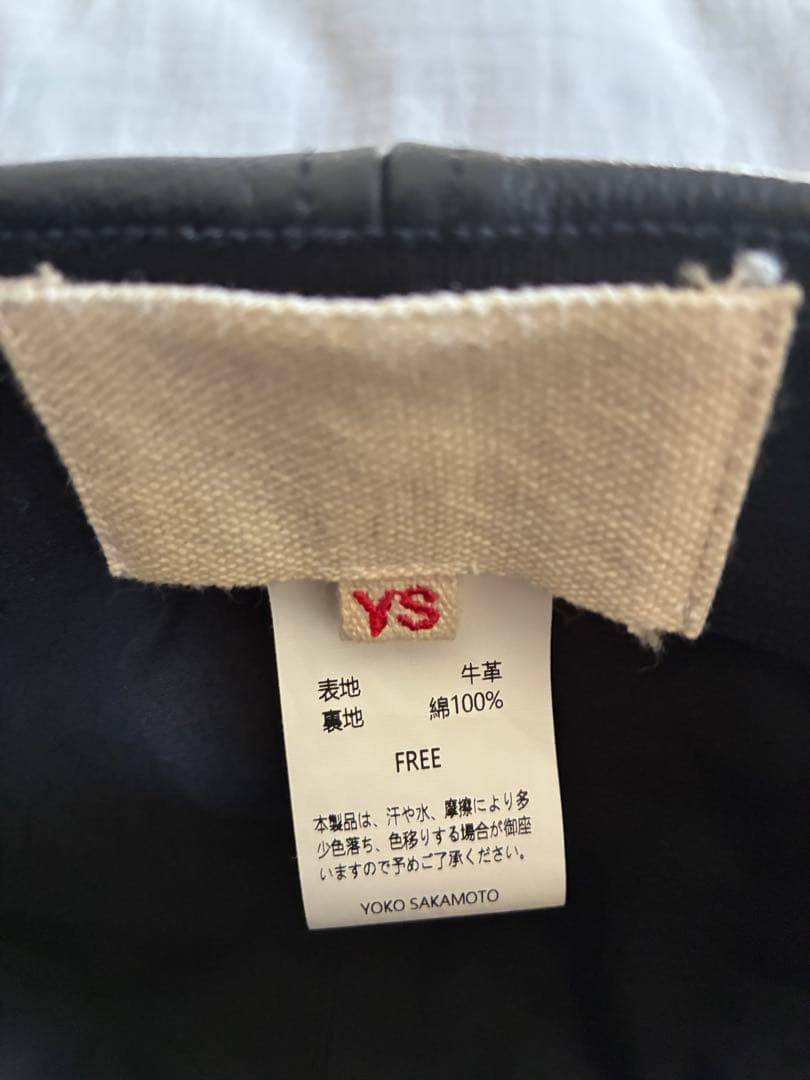 YS
表地 牛革
裏地 綿100%
FREE
本製品は、汗や水、摩擦により多
少色落ち、色移りする場合が御座
いますので予めご了承ください。
YOKO SAKAMOTO